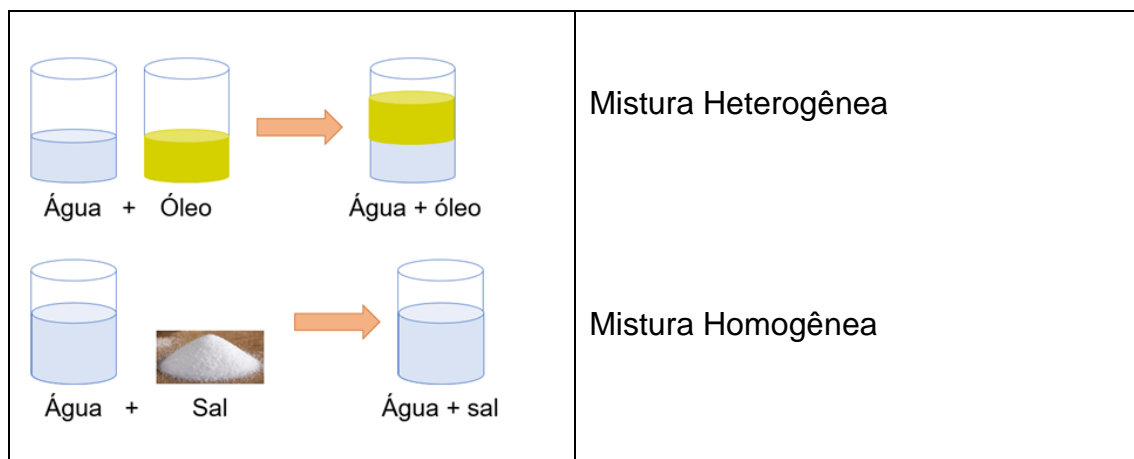 Água + Óleo
Água + óleo
Mistura Heterogênea
Água + Sal
Água + sal
Mistura Homogênea